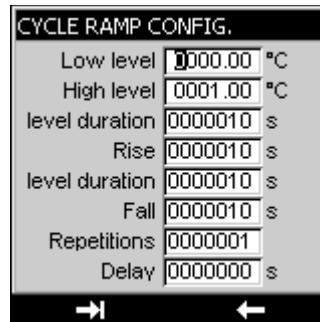 CYCLE RAMP CONFIG.
Low level 0000.00 °C
High level 0001.00 °C
level duration 0000010 s
Rise 0000010 s
level duration 0000010 s
Fall 0000010 s
Repetitions 0000001
Delay 0000000 s